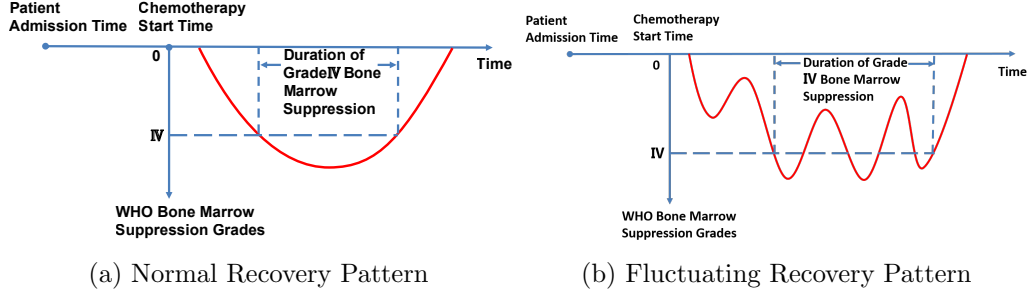 Patient
Admission Time
Chemotherapy
Start Time
0
Duration of
GradeⅣ Bone
Marrow
Suppression
Time
Ⅳ
WHO Bone Marrow
Suppression Grades
(a) Normal Recovery Pattern
Patient
Admission Time
Chemotherapy
Start Time
0
Duration of Grade
Ⅳ Bone Marrow
Suppression
Time
Ⅳ
WHO Bone Marrow
Suppression Grades
(b) Fluctuating Recovery Pattern